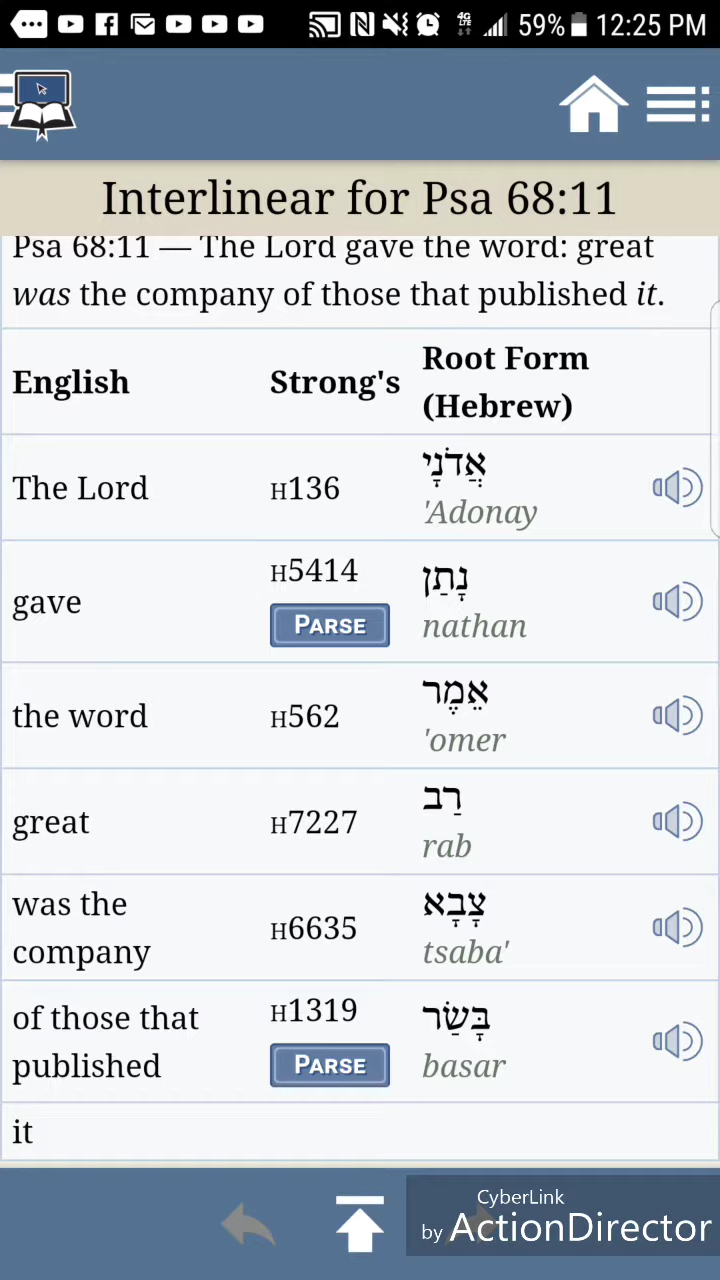 4G
LTE
59%
12:25 PM
Interlinear for Psa 68:11
Psa 68:11 — The Lord gave the word: great
was the company of those that published it.
English
Strong's
Root Form
(Hebrew)
The Lord
H136
אֲדֹנָי
'Adonay
gave
H5414
PARSE
נָתַן
nathan
the word
H562
אֵמֶר
'omer
great
H7227
רַב
rab
was the
company
H6635
צָבָא
tsaba'
of those that
published
H1319
PARSE
בָּשַׂר
basar
it
CyberLink
by ActionDirector